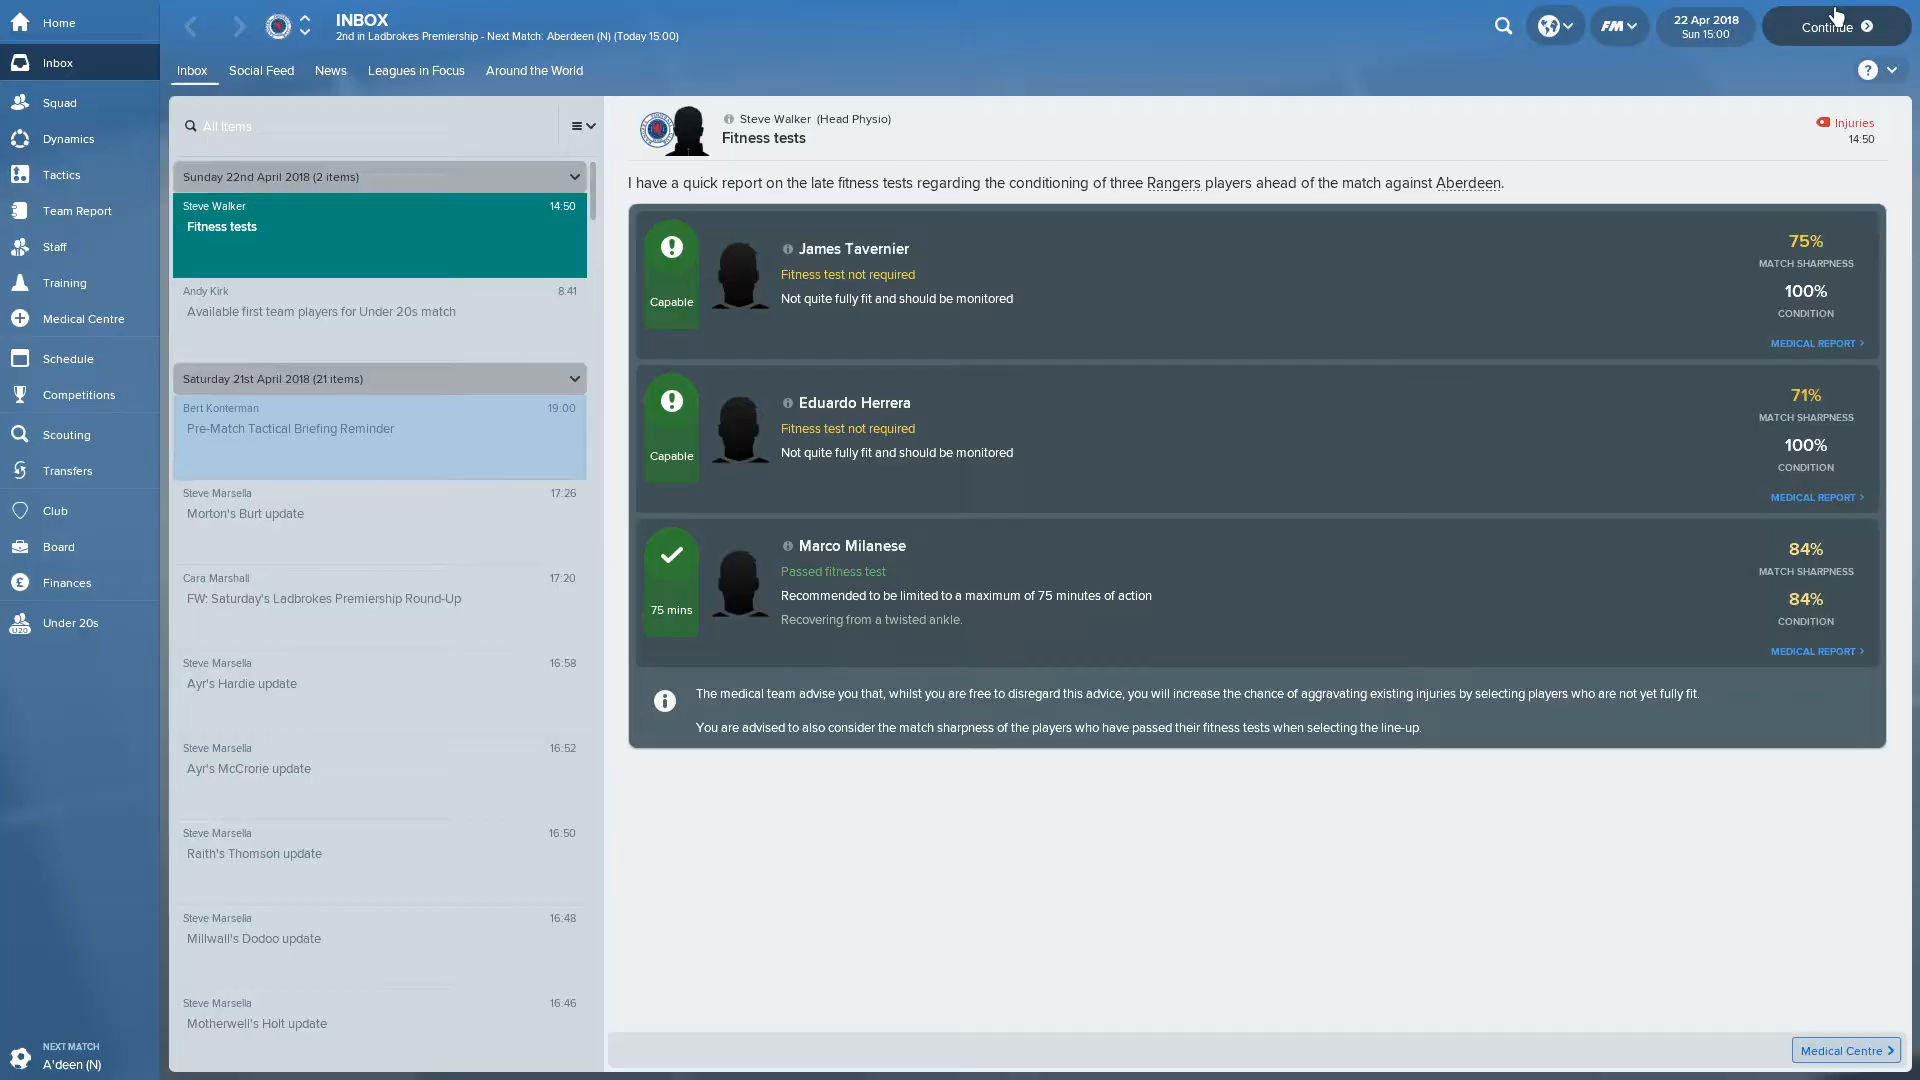 Home
Inbox
Squad
Dynamics
Tactics
Team Report
Staff
Training
Medical Centre
Schedule
Competitions
Scouting
Transfers
Club
Board
Finances
U20
Under 20s
NEXT MATCH
A'deen (N)
INBOX
2nd in Ladbrokes Premiership - Next Match: Aberdeen (N) (Today 15:00)
FM
22 Apr 2018
Sun 15:00
Continue
Inbox
Social Feed
News
Leagues in Focus
Around the World
?
All Items
Sunday 22nd April 2018 (2 items)
Steve Walker 14:50
Fitness tests
Andy Kirk 8:41
Available first team players for Under 20s match
Saturday 21st April 2018 (21 items)
Bert Konterman 19:00
Pre-Match Tactical Briefing Reminder
Steve Marsella 17:26
Morton's Burt update
Cara Marshall 17:20
FW: Saturday's Ladbrokes Premiership Round-Up
Steve Marsella 16:58
Ayr's Hardie update
Steve Marsella 16:52
Ayr's McCrorie update
Steve Marsella 16:50
Raith's Thomson update
Steve Marsella 16:48
Millwall's Dodoo update
Steve Marsella 16:46
Motherwell's Holt update
Steve Walker (Head Physio)
Fitness tests
Injuries
14:50
I have a quick report on the late fitness tests regarding the conditioning of three Rangers players ahead of the match against Aberdeen.
Capable
James Tavernier
Fitness test not required
Not quite fully fit and should be monitored
75%
MATCH SHARPNESS
100%
CONDITION
MEDICAL REPORT >
Capable
Eduardo Herrera
Fitness test not required
Not quite fully fit and should be monitored
71%
MATCH SHARPNESS
100%
CONDITION
MEDICAL REPORT >
75 mins
Marco Milanese
Passed fitness test
Recommended to be limited to a maximum of 75 minutes of action
Recovering from a twisted ankle.
84%
MATCH SHARPNESS
84%
CONDITION
MEDICAL REPORT >
The medical team advise you that, whilst you are free to disregard this advice, you will increase the chance of aggravating existing injuries by selecting players who are not yet fully fit.
You are advised to also consider the match sharpness of the players who have passed their fitness tests when selecting the line-up.
Medical Centre >